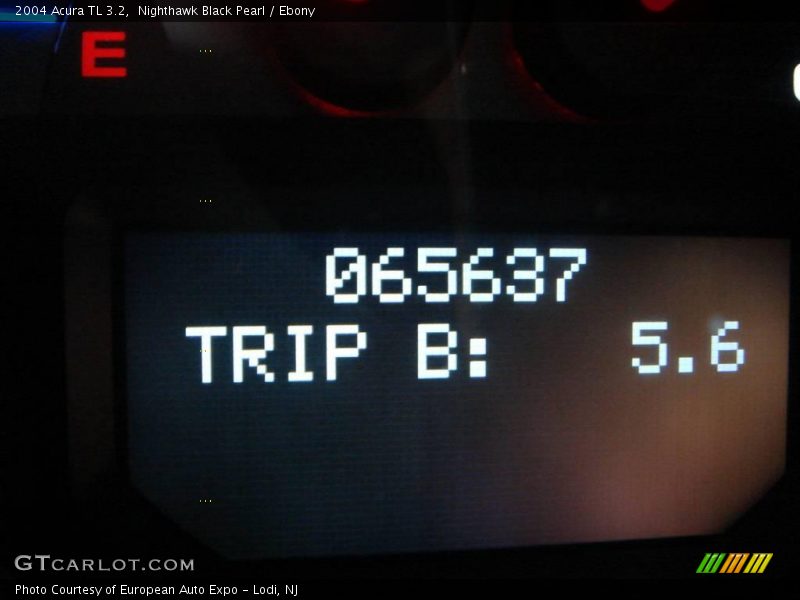 2004 Acura TL 3.2,  Nighthawk Black Pearl / Ebony
E
065637
TRIP B: 5.6
GTCARLOT.COM
Photo Courtesy of European Auto Expo - Lodi, NJ